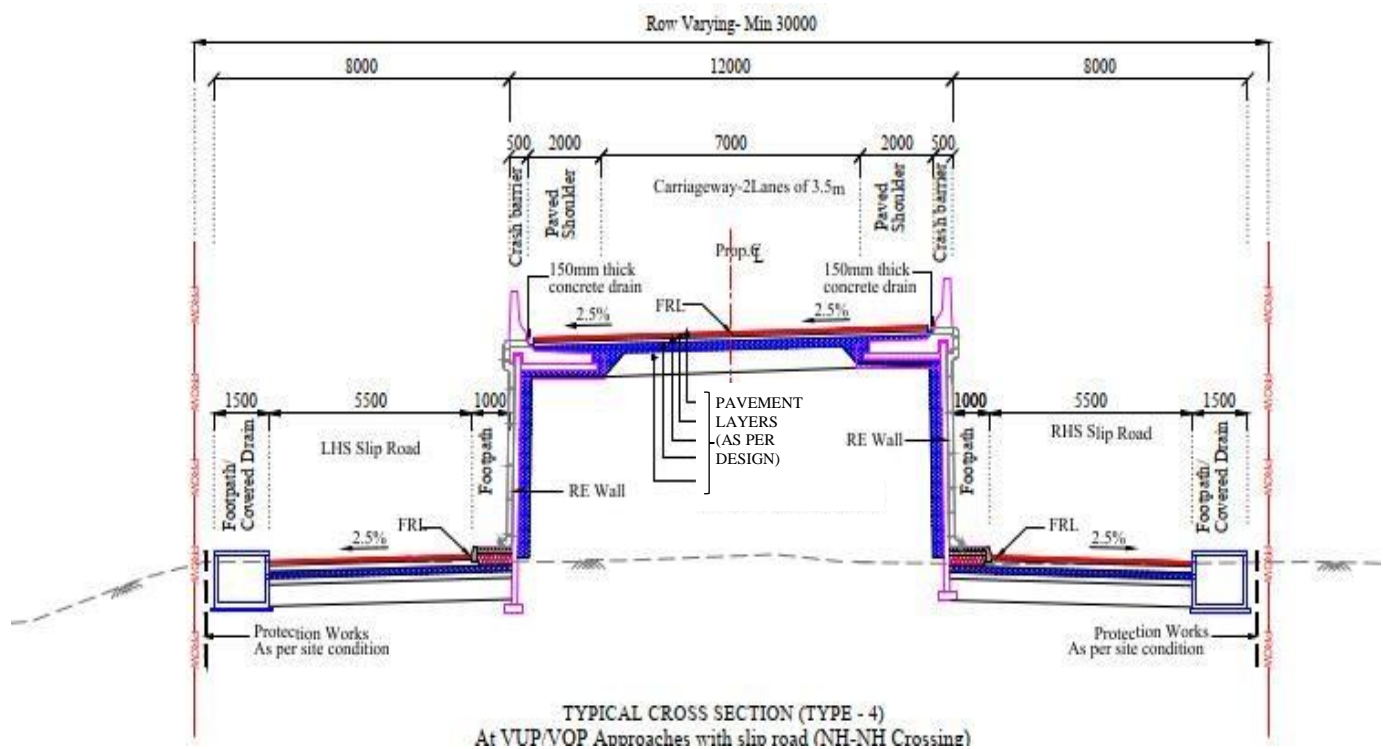 Row Varying- Min 30000
8000
12000
8000
500
2000
7000
2000
500
Crash barrier
Paved
Shoulder
Carriageway-2Lanes of 3.5m
Paved
Shoulder
Crash barrier
Prop.℄
150mm thick
concrete drain
150mm thick
concrete drain
FRL
2.5%
2.5%
1500
5500
1000
PAVEMENT
LAYERS
(AS PER
DESIGN)
1000
5500
1500
Footpath/
Covered Drain
LHS Slip Road
Footpath
RE Wall
RE Wall
Footpath
RHS Slip Road
Footpath/
Covered Drain
FRL
2.5%
FRL
2.5%
Protection Works
As per site condition
Protection Works
As per site condition
TYPICAL CROSS SECTION (TYPE - 4)
At VUP/VOP Approaches with slip road (NH-NH Crossing)